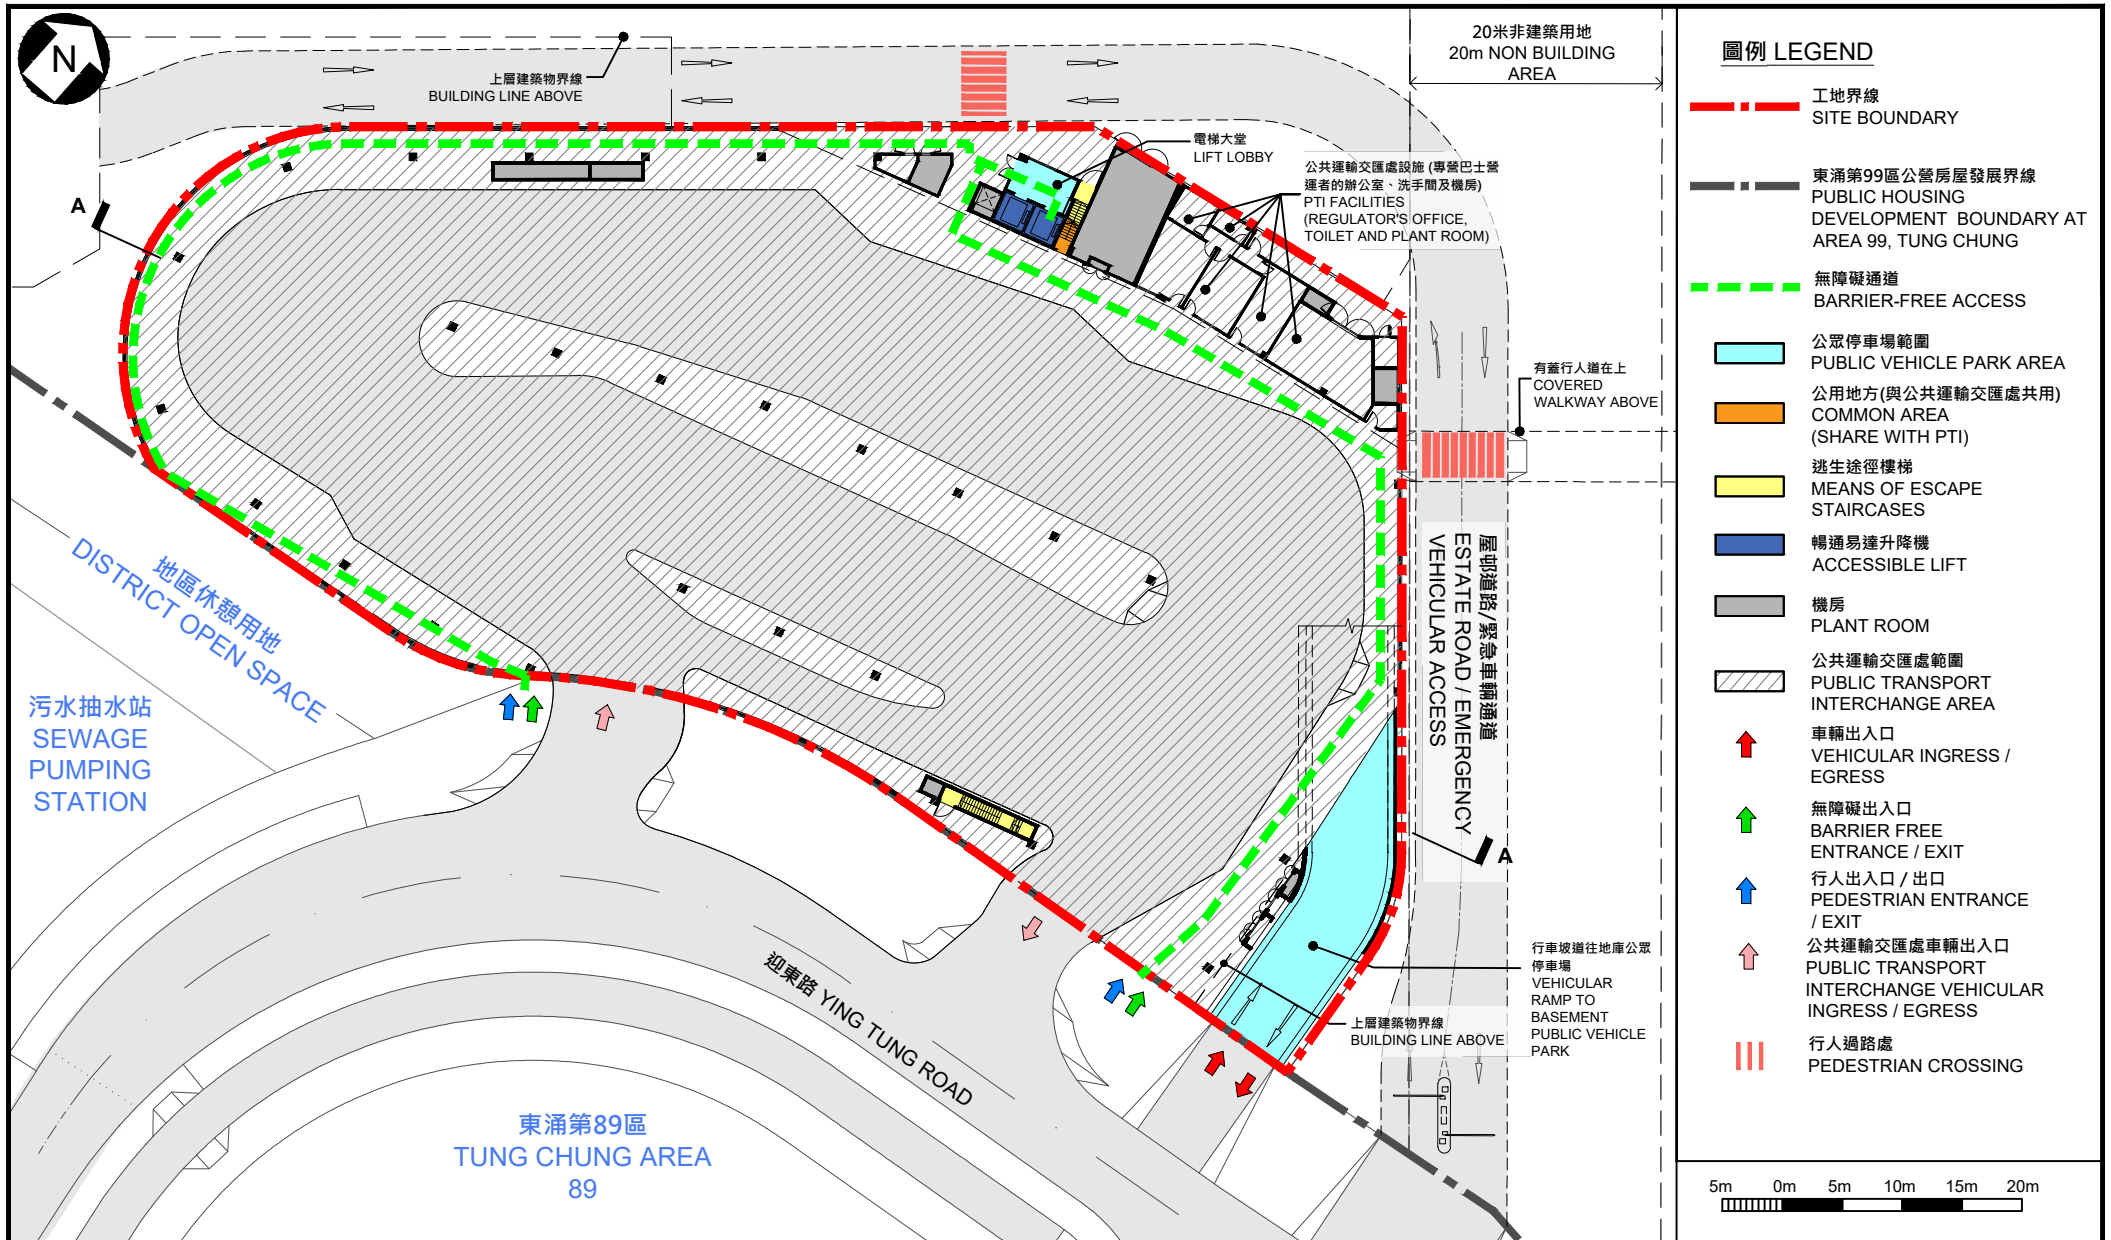 N
上層建築物界線
BUILDING LINE ABOVE
20米非建築用地
20m NON BUILDING
AREA
電梯大堂
LIFT LOBBY
公共運輸交匯處設施 (專營巴士營
運者的辦公室、洗手間及機房)
PTI FACILITIES
(REGULATOR'S OFFICE,
TOILET AND PLANT ROOM)
A
有蓋行人道在上
COVERED
WALKWAY ABOVE
屋邨道路/緊急車輛通道
ESTATE ROAD / EMERGENCY
VEHICULAR ACCESS
地區休憩用地
DISTRICT OPEN SPACE
污水抽水站
SEWAGE
PUMPING
STATION
A
行車坡道往地庫公眾
停車場
VEHICULAR
RAMP TO
BASEMENT
PUBLIC VEHICLE
PARK
上層建築物界線
BUILDING LINE ABOVE
迎東路 YING TUNG ROAD
東涌第89區
TUNG CHUNG AREA
89
圖例 LEGEND
工地界線
SITE BOUNDARY
東涌第99區公營房屋發展界線
PUBLIC HOUSING
DEVELOPMENT BOUNDARY AT
AREA 99, TUNG CHUNG
無障礙通道
BARRIER-FREE ACCESS
公眾停車場範圍
PUBLIC VEHICLE PARK AREA
公用地方(與公共運輸交匯處共用)
COMMON AREA
(SHARE WITH PTI)
逃生途徑樓梯
MEANS OF ESCAPE
STAIRCASES
暢通易達升降機
ACCESSIBLE LIFT
機房
PLANT ROOM
公共運輸交匯處範圍
PUBLIC TRANSPORT
INTERCHANGE AREA
車輛出入口
VEHICULAR INGRESS /
EGRESS
無障礙出入口
BARRIER FREE
ENTRANCE / EXIT
行人出入口 / 出口
PEDESTRIAN ENTRANCE
/ EXIT
公共運輸交匯處車輛出入口
PUBLIC TRANSPORT
INTERCHANGE VEHICULAR
INGRESS / EGRESS
行人過路處
PEDESTRIAN CROSSING
5m 0m 5m 10m 15m 20m